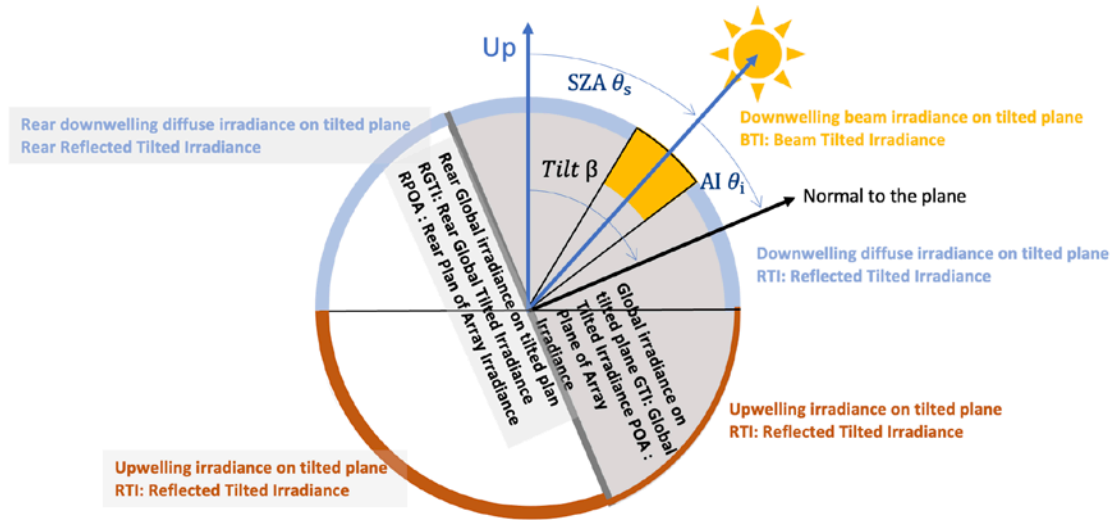 Up
SZA θs
Rear downwelling diffuse irradiance on tilted plane
Rear Reflected Tilted Irradiance
Downwelling beam irradiance on tilted plane
BTI: Beam Tilted Irradiance
Tilt β
AI θi
Normal to the plane
Rear Global irradiance on tilted plan
RGTI: Rear Global Tilted Irradiance
RPOA : Rear Plan of Array Irradiance
Downwelling diffuse irradiance on tilted plane
RTI: Reflected Tilted Irradiance
Global irradiance on
tilted plane GTI: Global
Tilted Irradiance POA :
Plane of Array
Irradiance
Upwelling irradiance on tilted plane
RTI: Reflected Tilted Irradiance
Upwelling irradiance on tilted plane
RTI: Reflected Tilted Irradiance